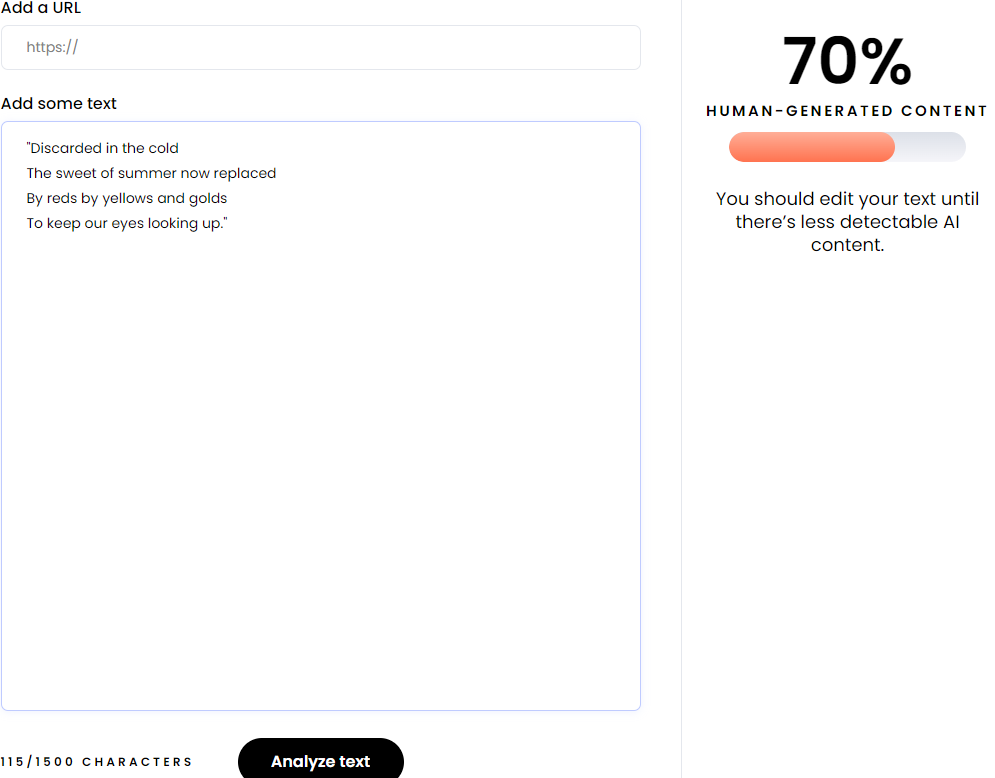 Add a URL
https://
Add some text
"Discarded in the cold
The sweet of summer now replaced
By reds by yellows and golds
To keep our eyes looking up."
115/1500 CHARACTERS
Analyze text
70%
HUMAN-GENERATED CONTENT
You should edit your text until
there’s less detectable AI
content.